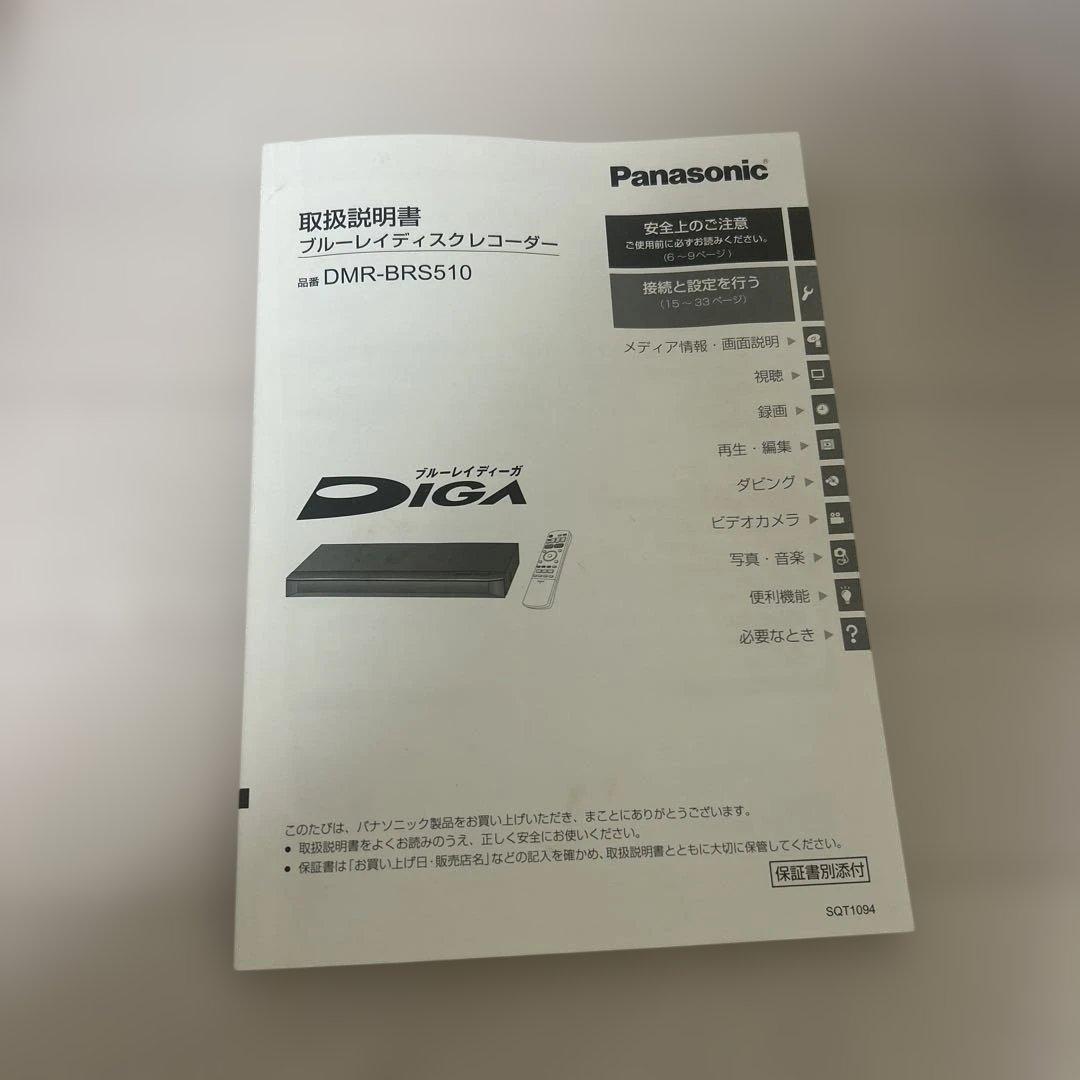 Panasonic®
取扱説明書
ブルーレイディスクレコーダー
品番 DMR-BRS510
安全上のご注意
ご使用前に必ずお読みください。
(6～9ページ)
接続と設定を行う
(15～33ページ)
メディア情報・画面説明 ▶
視聴 ▶
録画 ▶
再生・編集 ▶
ダビング ▶
ビデオカメラ ▶
写真・音楽 ▶
便利機能 ▶
必要なとき ▶ ?
ブルーレイディーガ
DIGA
このたびは、パナソニック製品をお買い上げいただき、まことにありがとうございます。
● 取扱説明書をよくお読みのうえ、正しく安全にお使いください。
● 保証書は「お買い上げ日・販売店名」などの記入を確かめ、取扱説明書とともに大切に保管してください。
保証書別添付
SQT1094